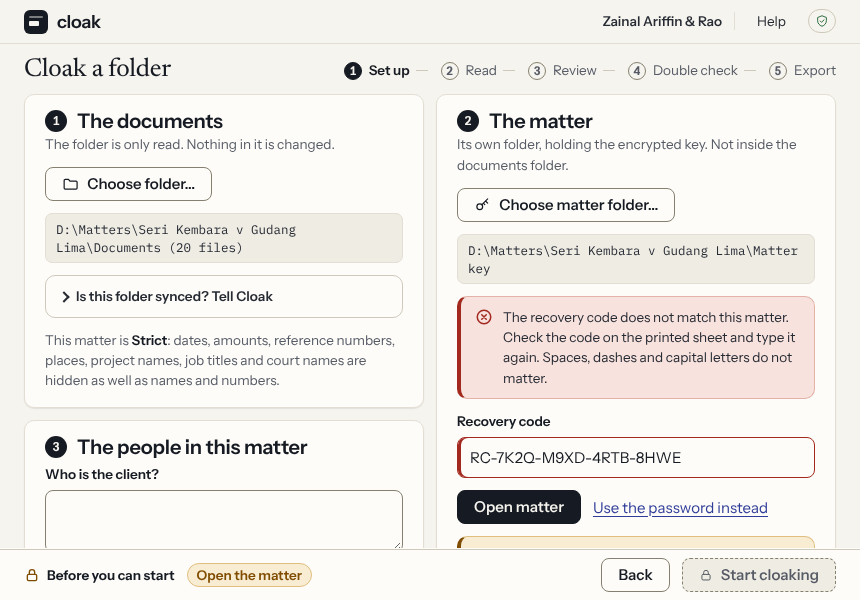 cloak
Zainal Ariffin & Rao
Help
Cloak a folder
1 Set up
2 Read
3 Review
4 Double check
5 Export
1 The documents
The folder is only read. Nothing in it is changed.
Choose folder...
D:\Matters\Seri Kembara v Gudang
Lima\Documents (20 files)
Is this folder synced? Tell Cloak
This matter is Strict: dates, amounts, reference numbers,
places, project names, job titles and court names are
hidden as well as names and numbers.
3 The people in this matter
Who is the client?
2 The matter
Its own folder, holding the encrypted key. Not inside the
documents folder.
Choose matter folder...
D:\Matters\Seri Kembara v Gudang Lima\Matter
key
The recovery code does not match this matter.
Check the code on the printed sheet and type it
again. Spaces, dashes and capital letters do not
matter.
Recovery code
RC-7K2Q-M9XD-4RTB-8HWE
Open matter
Use the password instead
Before you can start
Open the matter
Back
Start cloaking